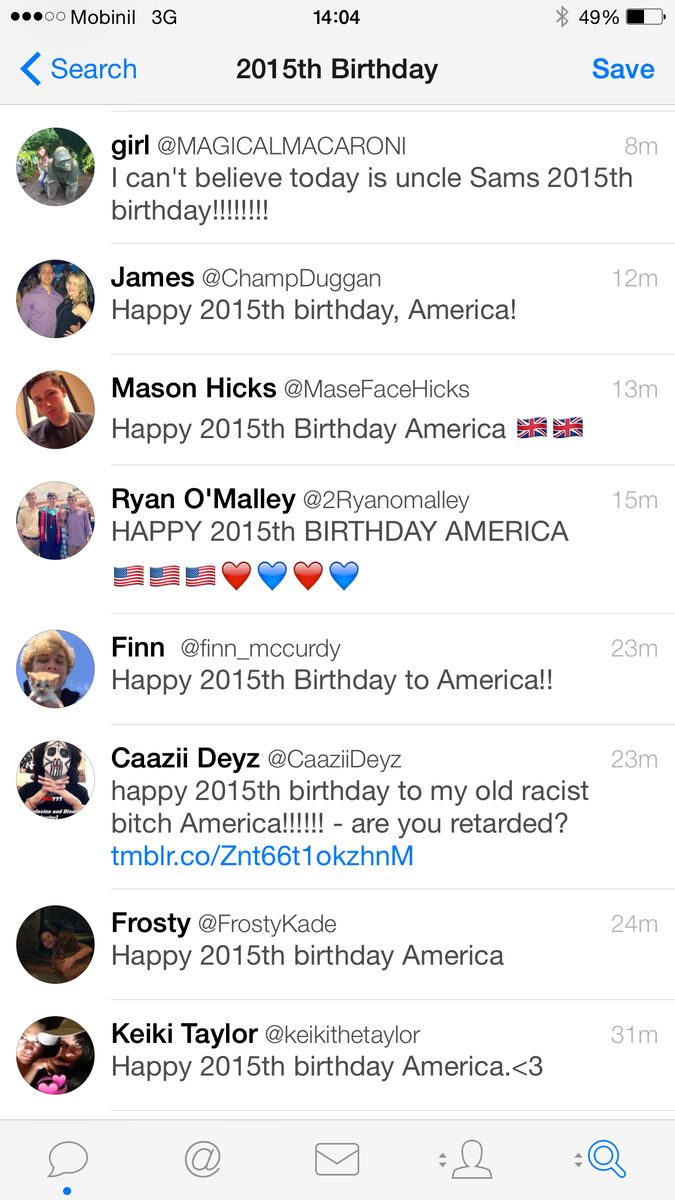 Mobinil 3G 14:04 49%
Search 2015th Birthday Save
girl @MAGICALMACARONI 8m
I can't believe today is uncle Sams 2015th
birthday!!!!!!!!
James @ChampDuggan 12m
Happy 2015th birthday, America!
Mason Hicks @MaseFaceHicks 13m
Happy 2015th Birthday America 🇬🇧🇬🇧
Ryan O'Malley @2Ryanomalley 15m
HAPPY 2015th BIRTHDAY AMERICA
🇺🇸🇺🇸🇺🇸❤️💙❤️💙
Finn @finn_mccurdy 23m
Happy 2015th Birthday to America!!
Caazii Deyz @CaaziiDeyz 23m
happy 2015th birthday to my old racist
bitch America!!!!!! - are you retarded?
tmblr.co/Znt66t1okzhnM
Frosty @FrostyKade 24m
Happy 2015th birthday America
Keiki Taylor @keikithetaylor 31m
Happy 2015th birthday America.<3